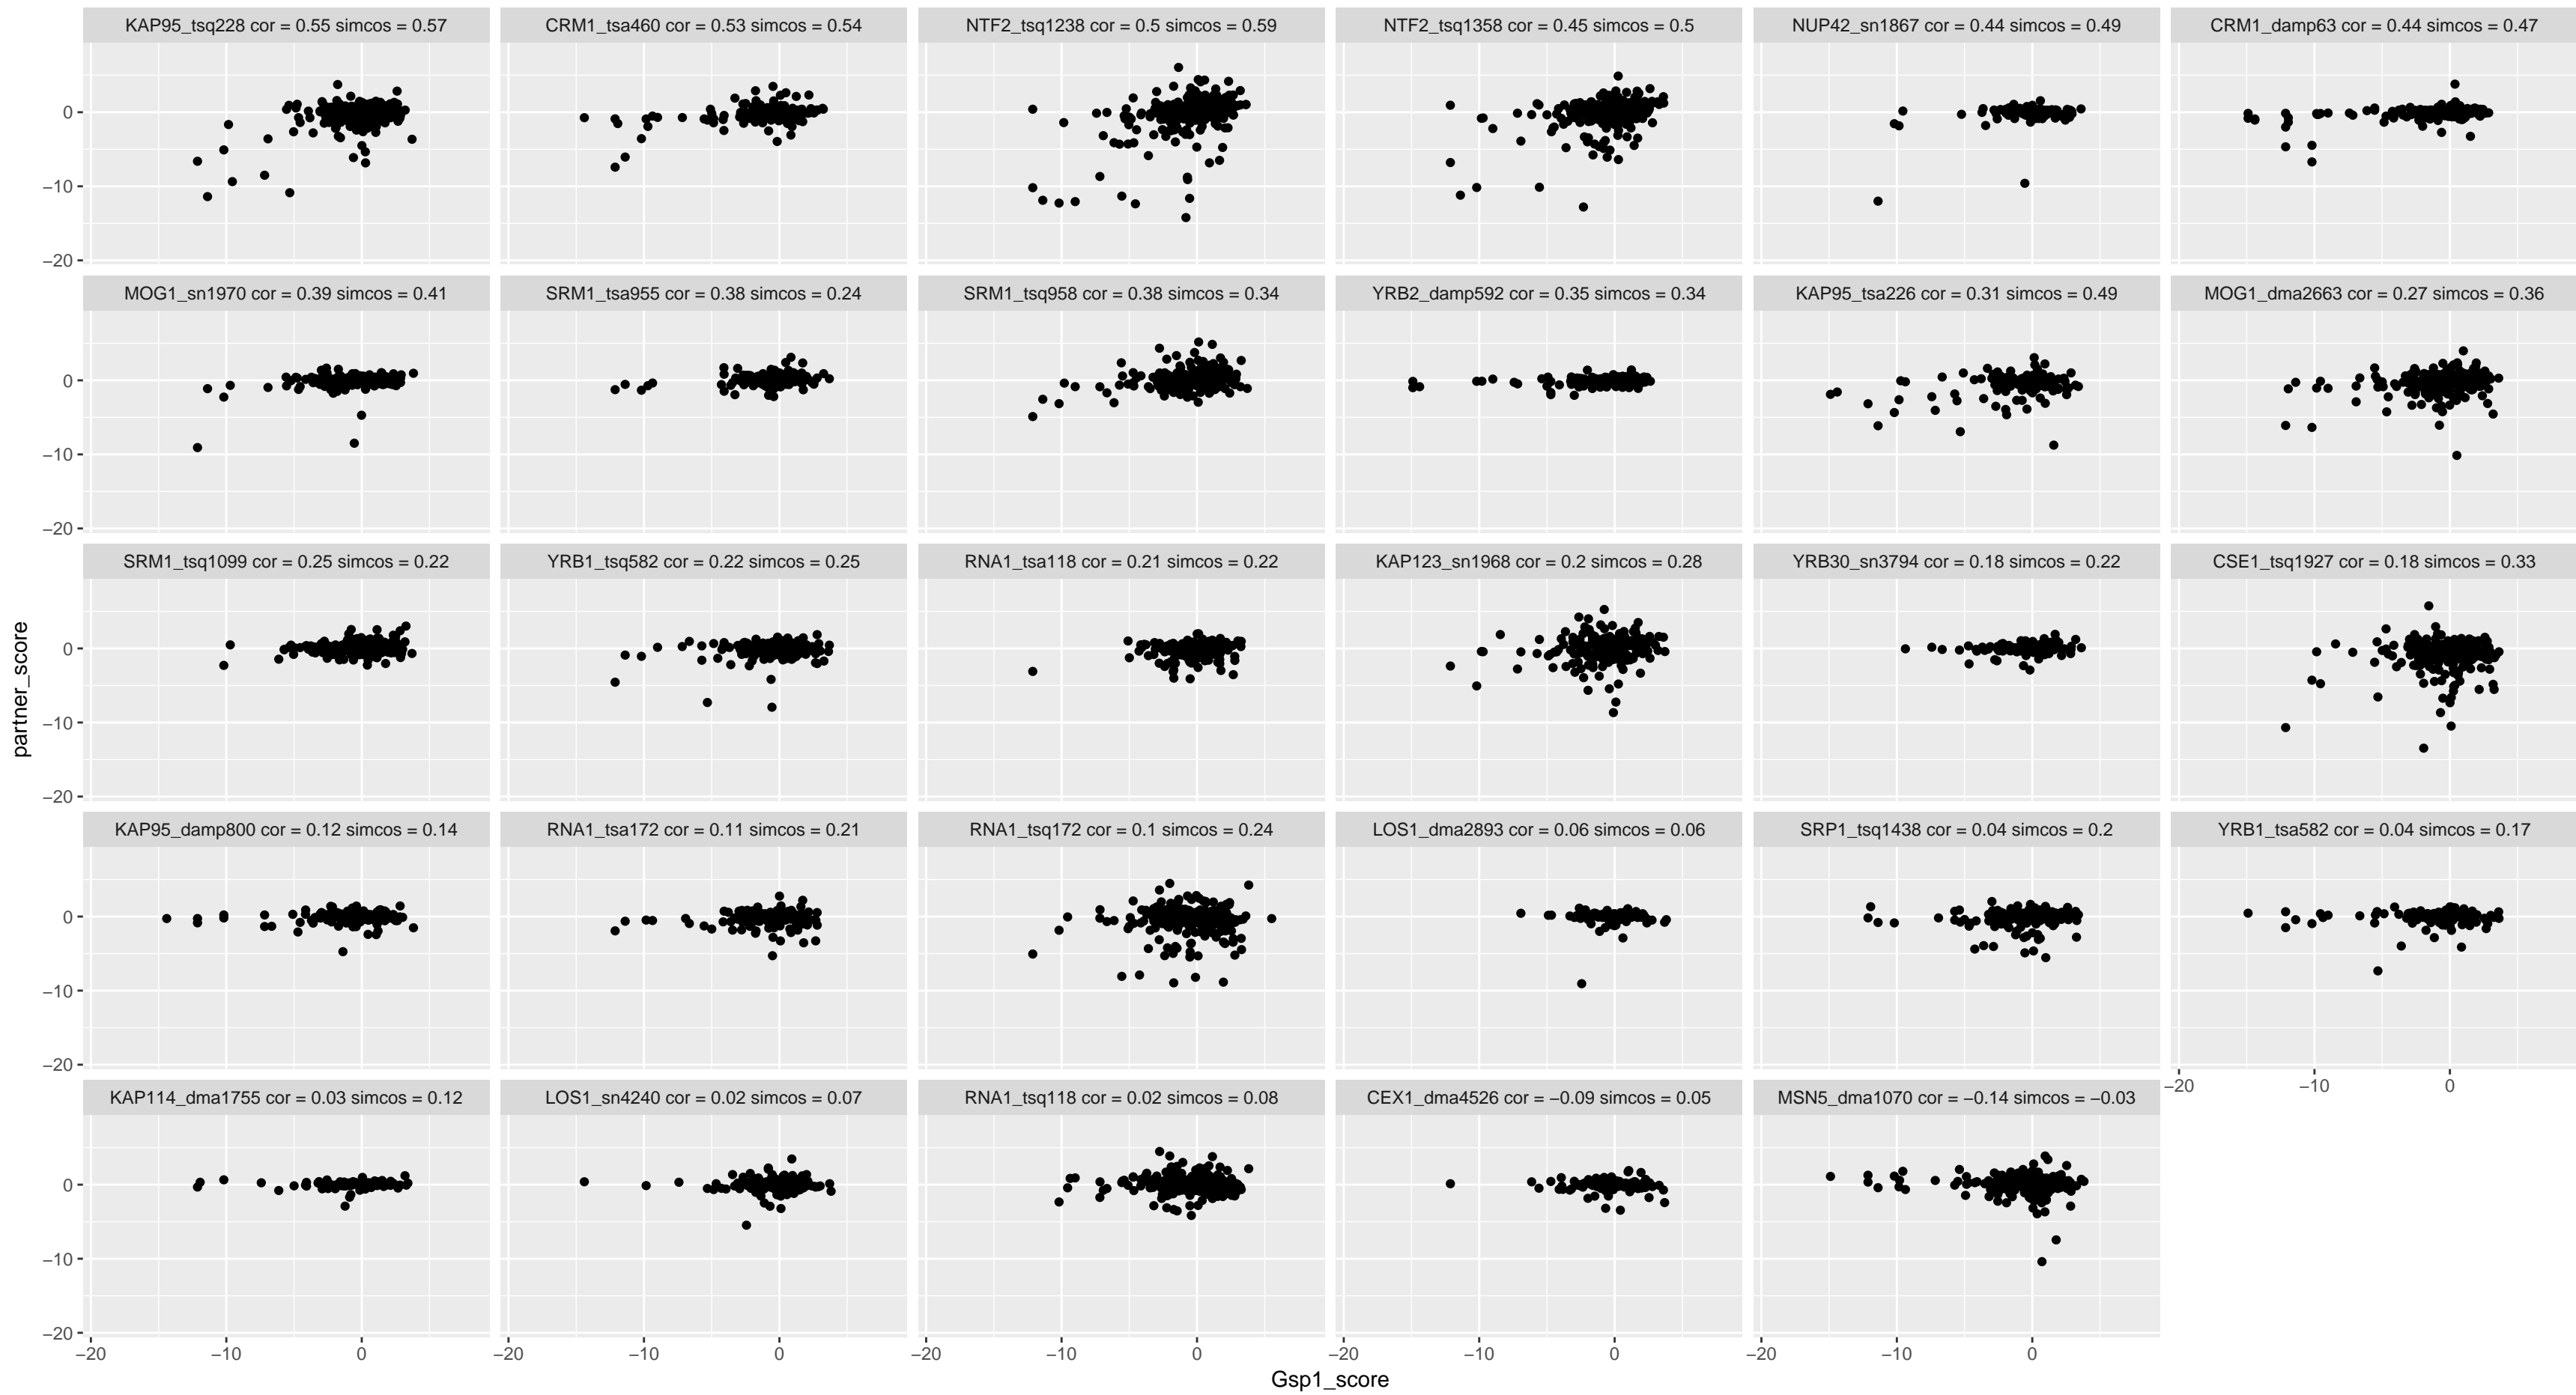 KAP95_tsq228 cor = 0.55 simcos = 0.57
CRM1_tsa460 cor = 0.53 simcos = 0.54
NTF2_tsq1238 cor = 0.5 simcos = 0.59
NTF2_tsq1358 cor = 0.45 simcos = 0.5
NUP42_sn1867 cor = 0.44 simcos = 0.49
CRM1_damp63 cor = 0.44 simcos = 0.47
0
−10
−20
MOG1_sn1970 cor = 0.39 simcos = 0.41
SRM1_tsa955 cor = 0.38 simcos = 0.24
SRM1_tsq958 cor = 0.38 simcos = 0.34
YRB2_damp592 cor = 0.35 simcos = 0.34
KAP95_tsa226 cor = 0.31 simcos = 0.49
MOG1_dma2663 cor = 0.27 simcos = 0.36
0
−10
−20
SRM1_tsq1099 cor = 0.25 simcos = 0.22
YRB1_tsq582 cor = 0.22 simcos = 0.25
RNA1_tsa118 cor = 0.21 simcos = 0.22
KAP123_sn1968 cor = 0.2 simcos = 0.28
YRB30_sn3794 cor = 0.18 simcos = 0.22
CSE1_tsq1927 cor = 0.18 simcos = 0.33
0
−10
−20
partner_score
KAP95_damp800 cor = 0.12 simcos = 0.14
RNA1_tsa172 cor = 0.11 simcos = 0.21
RNA1_tsq172 cor = 0.1 simcos = 0.24
LOS1_dma2893 cor = 0.06 simcos = 0.06
SRP1_tsq1438 cor = 0.04 simcos = 0.2
YRB1_tsa582 cor = 0.04 simcos = 0.17
0
−10
−20
−20 −10 0
KAP114_dma1755 cor = 0.03 simcos = 0.12
LOS1_sn4240 cor = 0.02 simcos = 0.07
RNA1_tsq118 cor = 0.02 simcos = 0.08
CEX1_dma4526 cor = −0.09 simcos = 0.05
MSN5_dma1070 cor = −0.14 simcos = −0.03
0
−10
−20
−20 −10 0 −20 −10 0 −20 −10 0 −20 −10 0 −20 −10 0
Gsp1_score